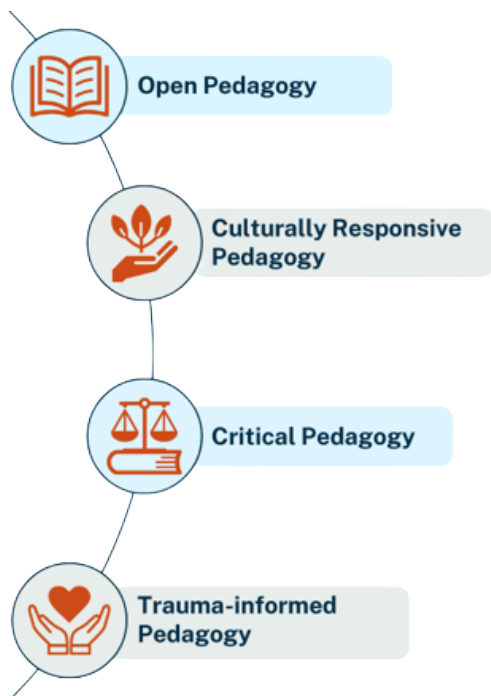 Open Pedagogy
Culturally Responsive
Pedagogy
Critical Pedagogy
Trauma-informed
Pedagogy